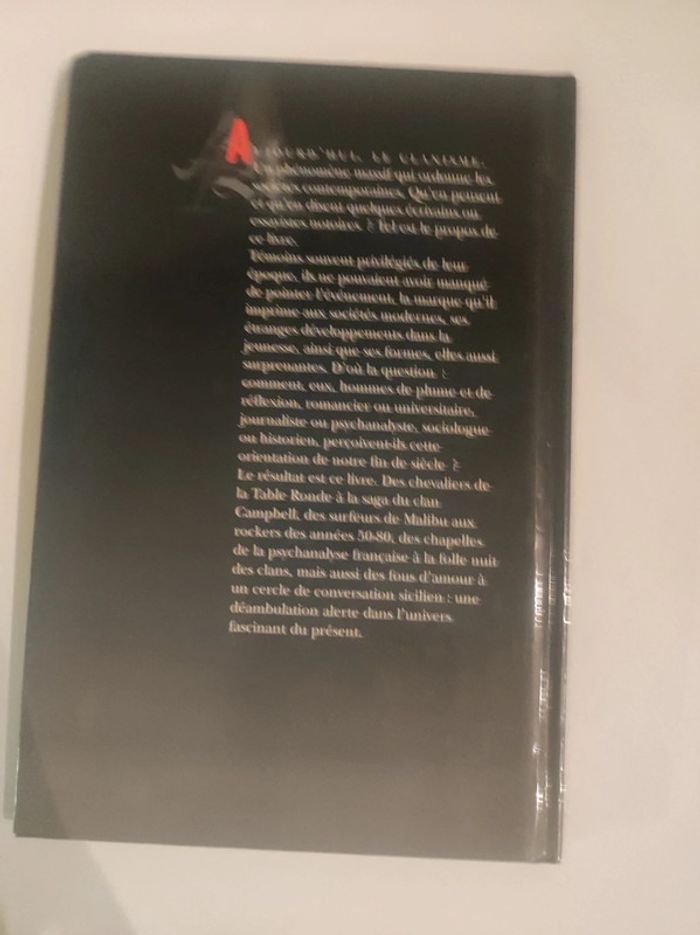 AUJOURD'HUI, LE CLANISME.
phénomène massif qui ordonne les
sociétés contemporaines. Qu'en pensent
et qu'en disent quelques écrivains ou
essayistes notoires ? Tel est le propos de
ce livre.
Témoins souvent privilégiés de leur
époque, ils ne pouvaient avoir manqué
de pointer l'événement, la marque qu'il
imprime aux sociétés modernes, ses
étranges développements dans la
jeunesse, ainsi que ses formes, elles aussi
surprenantes. D'où la question :
comment, eux, hommes de plume et de
réflexion, romancier ou universitaire,
journaliste ou psychanalyste, sociologue
ou historien, perçoivent-ils cette
orientation de notre fin de siècle ?
Le résultat est ce livre. Des chevaliers de
la Table Ronde à la saga du clan
Campbell, des surfeurs de Malibu aux
rockers des années 50-80, des chapelles
de la psychanalyse française à la folle nuit
des clans, mais aussi des fous d'amour à
un cercle de conversation sicilien : une
déambulation alerte dans l'univers
fascinant du présent.